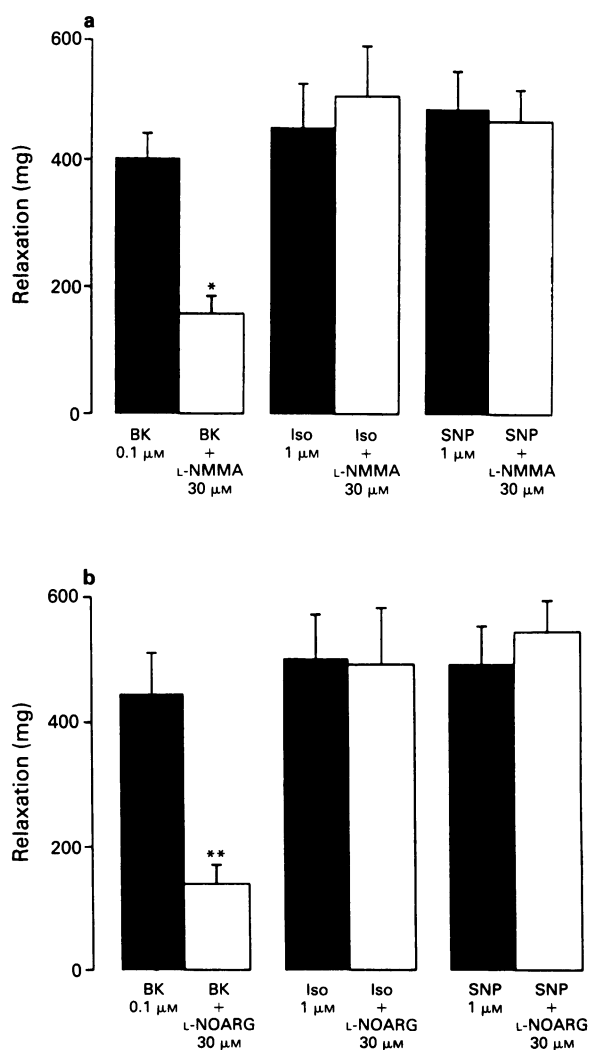 a
600
400
200
0
Relaxation (mg)
*
BK BK Iso Iso SNP SNP
0.1 μM + 1 μM + 1 μM +
L-NMMA L-NMMA L-NMMA
30 μM 30 μM 30 μM
b
600
400
200
0
Relaxation (mg)
**
BK BK Iso Iso SNP SNP
0.1 μM + 1 μM + 1 μM +
L-NOARG L-NOARG L-NOARG
30 μM 30 μM 30 μM